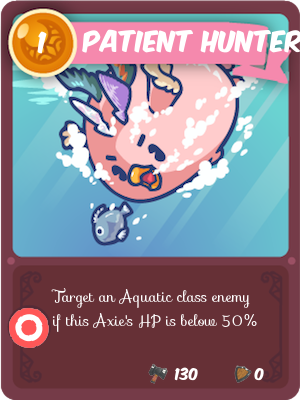 1 PATIENT HUNTER
Target an Aquatic class enemy
if this Axie's HP is below 50%
130 0